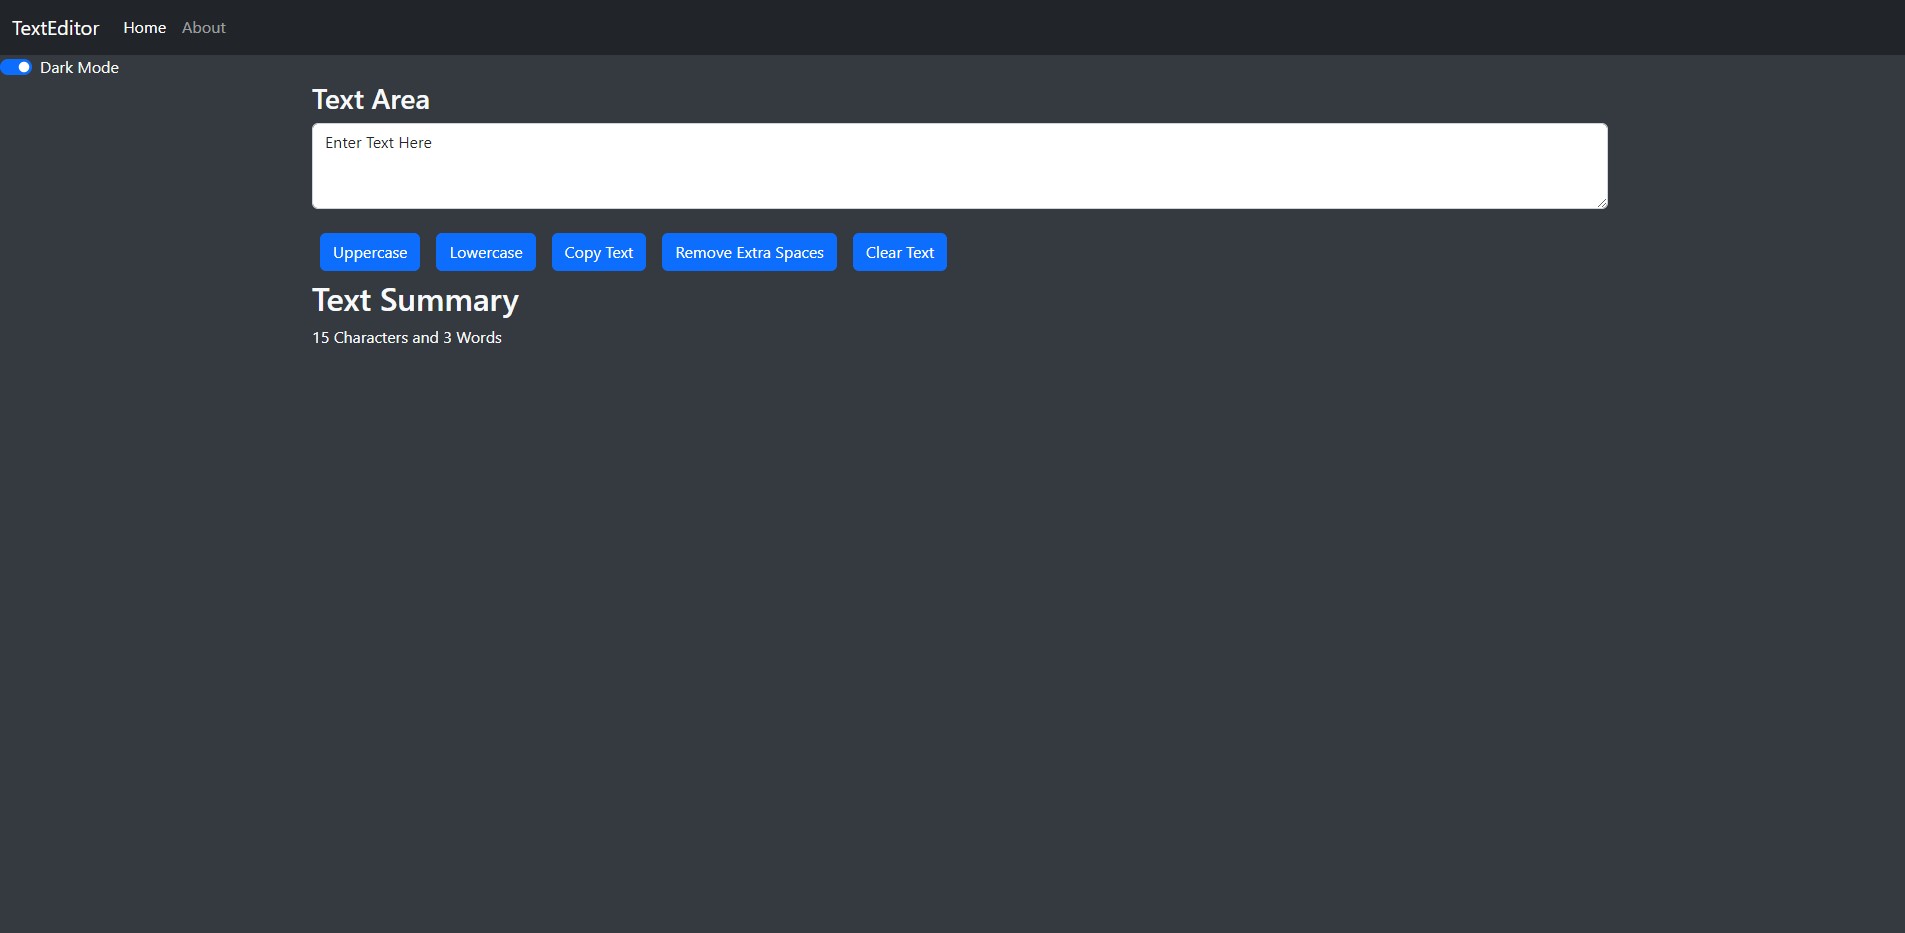 TextEditor Home About
Dark Mode
Text Area
Enter Text Here
Uppercase Lowercase Copy Text Remove Extra Spaces Clear Text
Text Summary
15 Characters and 3 Words